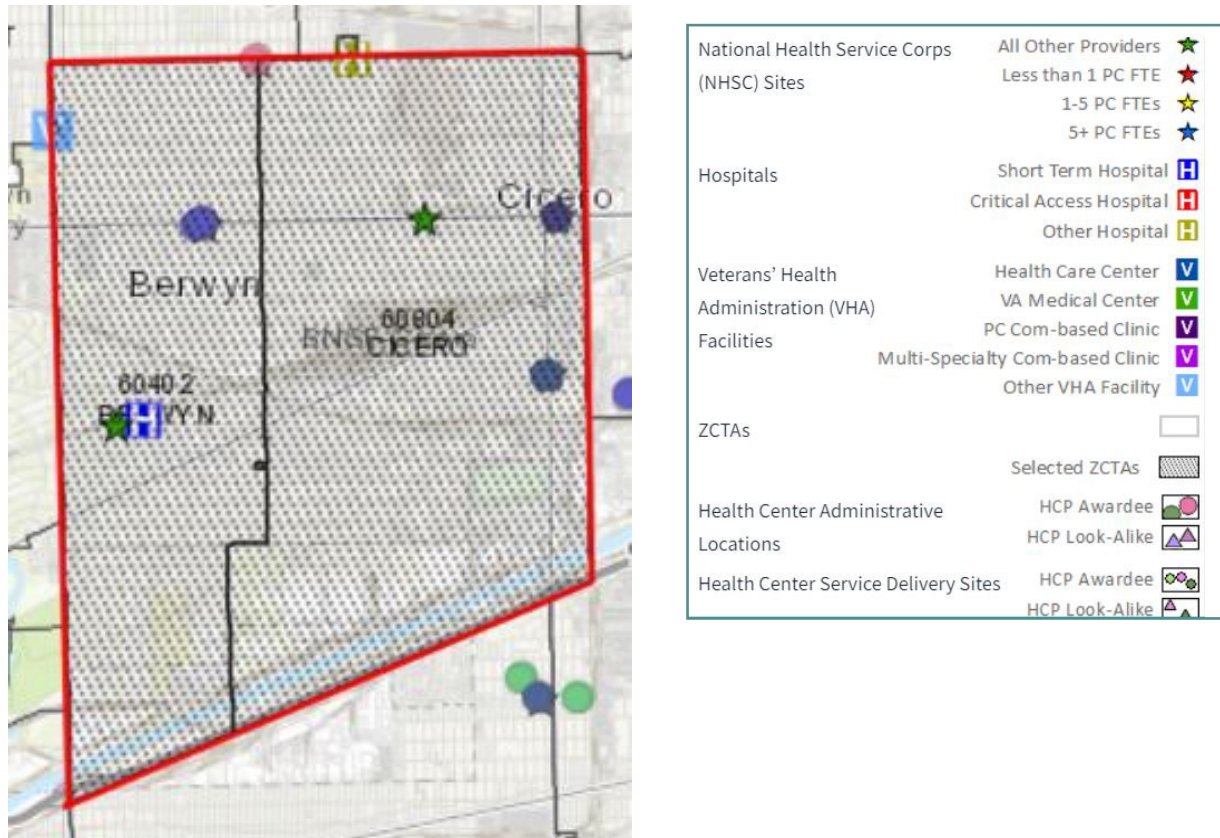 V
Cicero
Berwyn
60804
CICERO
60402
H
National Health Service Corps
(NHSC) Sites
All Other Providers
Less than 1 PC FTE
1-5 PC FTEs
5+ PC FTEs
Hospitals
Short Term Hospital H
Critical Access Hospital H
Other Hospital H
Veterans’ Health
Administration (VHA)
Facilities
Health Care Center V
VA Medical Center V
PC Com-based Clinic V
Multi-Specialty Com-based Clinic V
Other VHA Facility V
ZCTAs
Selected ZCTAs
Health Center Administrative
Locations
HCP Awardee
HCP Look-Alike
Health Center Service Delivery Sites
HCP Awardee
HCP Look-Alike